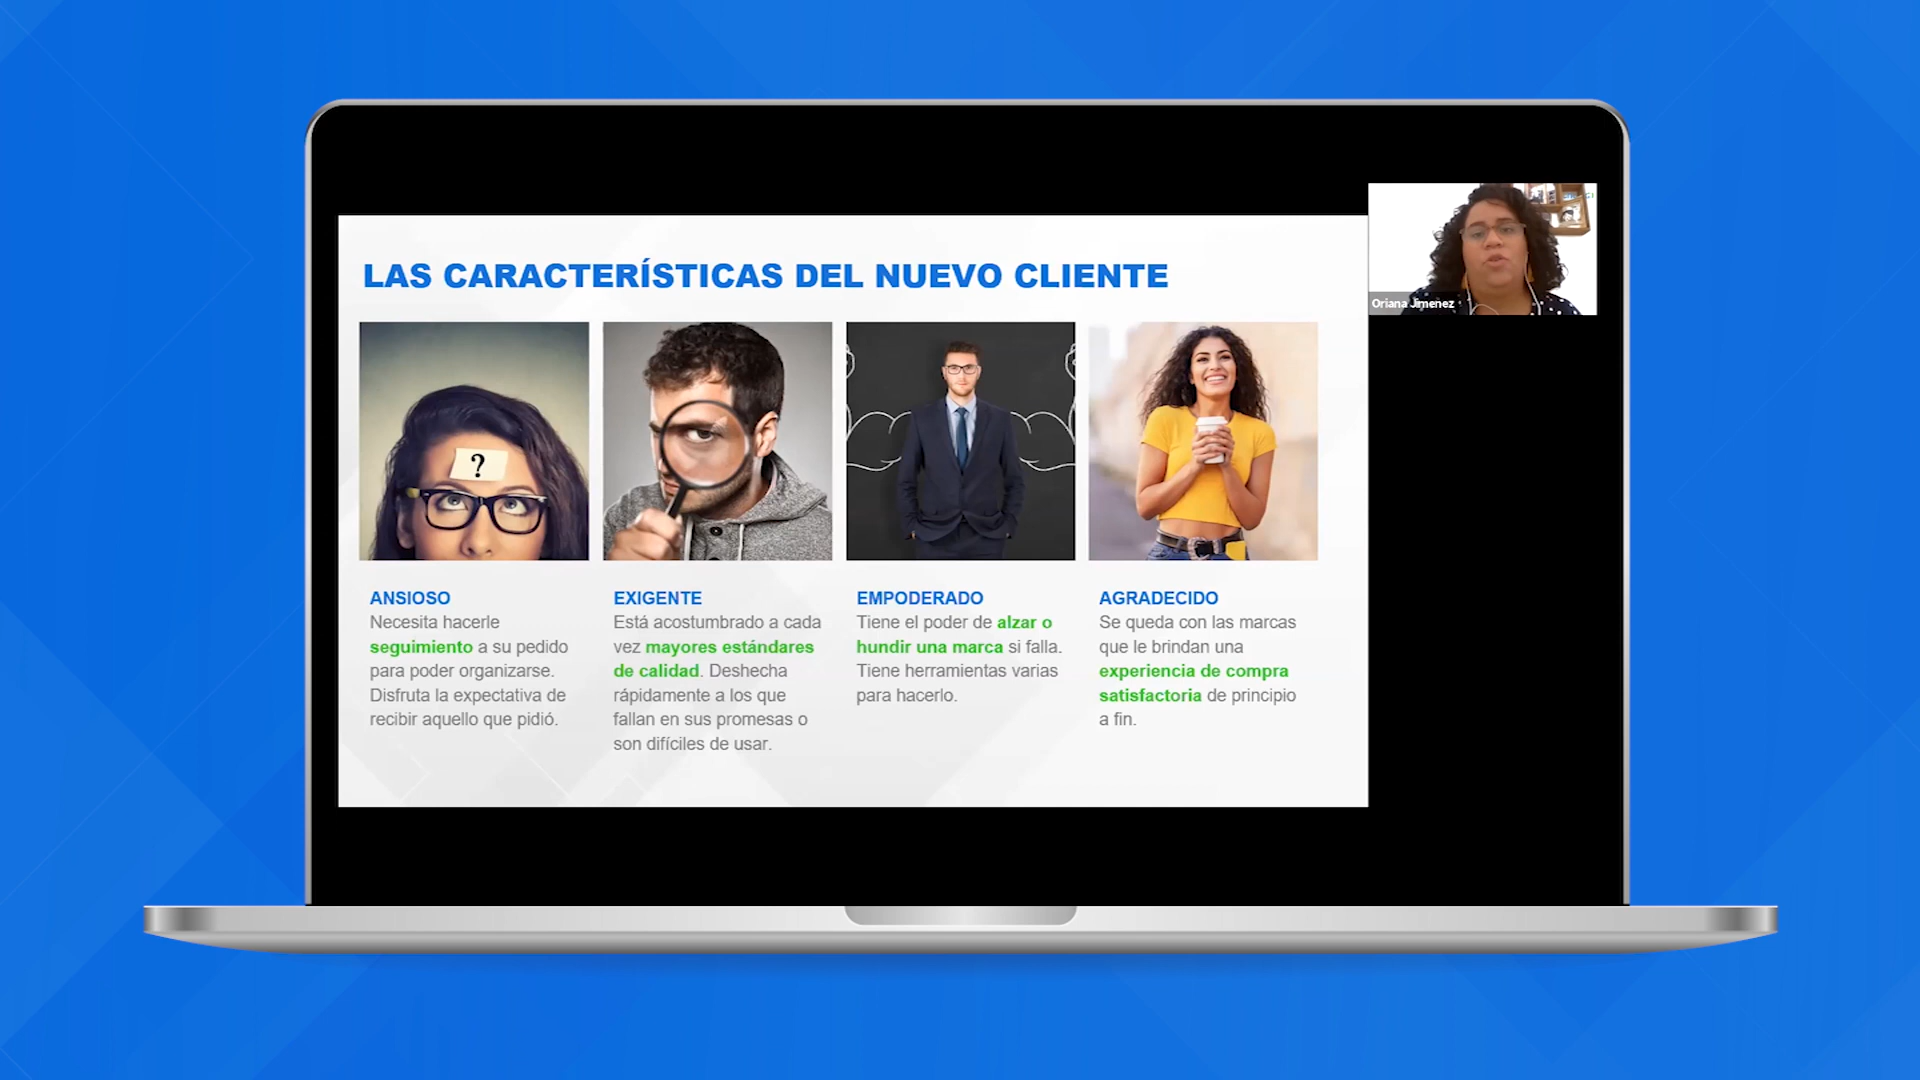 LAS CARACTERÍSTICAS DEL NUEVO CLIENTE
Oriana Jimenez
?
ANSIOSO
Necesita hacerle
seguimiento a su pedido
para poder organizarse.
Disfruta la expectativa de
recibir aquello que pidió.
EXIGENTE
Está acostumbrado a cada
vez mayores estándares
de calidad. Deshecha
rápidamente a los que
fallan en sus promesas o
son difíciles de usar.
EMPODERADO
Tiene el poder de alzar o
hundir una marca si falla.
Tiene herramientas varias
para hacerlo.
AGRADECIDO
Se queda con las marcas
que le brindan una
experiencia de compra
satisfactoria de principio
a fin.